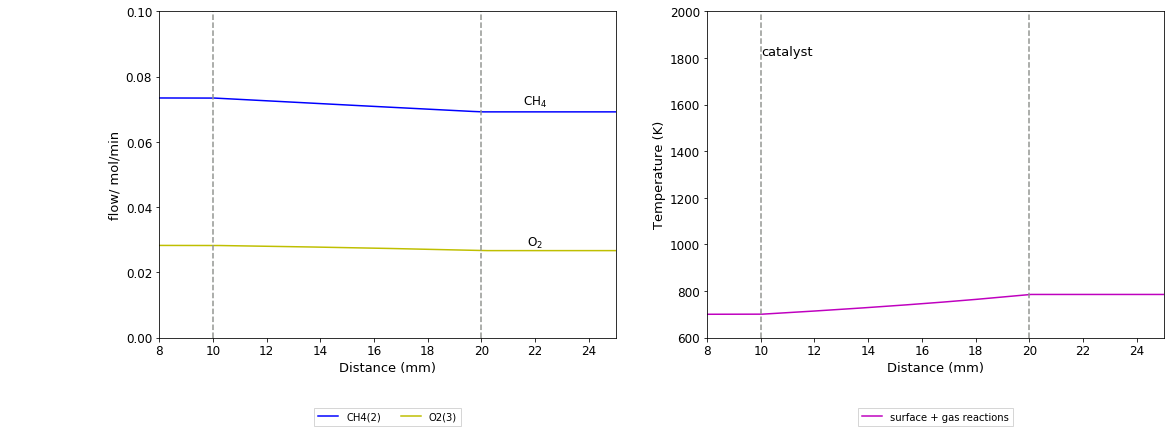 0.10
0.08
0.06
0.04
0.02
0.00
flow/ mol/min
CH4
O2
8 10 12 14 16 18 20 22 24
Distance (mm)
CH4(2) O2(3)
2000
1800
1600
1400
1200
1000
800
600
Temperature (K)
catalyst
8 10 12 14 16 18 20 22 24
Distance (mm)
surface + gas reactions